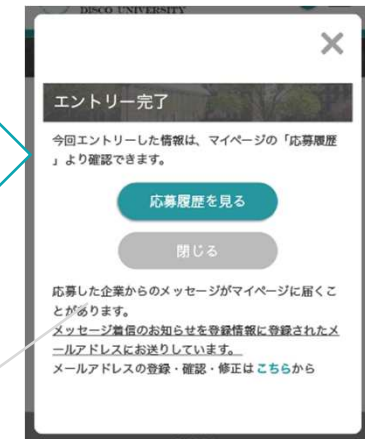 DISCO UNIVERSITY
×
エントリー完了
今回エントリーした情報は、マイページの「応募履歴
」より確認できます。
応募履歴を見る
閉じる
応募した企業からのメッセージがマイページに届くこ
とがあります。
メッセージ着信のお知らせを登録情報に登録されたメ
ールアドレスにお送りしています。
メールアドレスの登録・確認・修正はこちらから